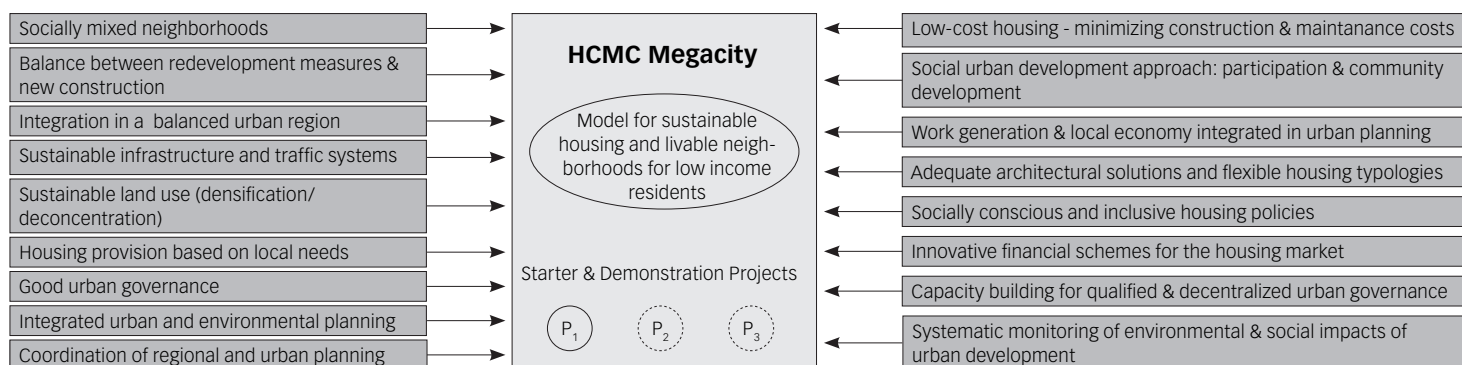 Socially mixed neighborhoods
Balance between redevelopment measures &
new construction
Integration in a balanced urban region
Sustainable infrastructure and traffic systems
Sustainable land use (densification/
deconcentration)
Housing provision based on local needs
Good urban governance
Integrated urban and environmental planning
Coordination of regional and urban planning
HCMC Megacity
Model for sustainable
housing and livable neigh-
borhoods for low income
residents
Starter & Demonstration Projects
P1
P2
P3
Low-cost housing - minimizing construction & maintanance costs
Social urban development approach: participation & community
development
Work generation & local economy integrated in urban planning
Adequate architectural solutions and flexible housing typologies
Socially conscious and inclusive housing policies
Innovative financial schemes for the housing market
Capacity building for qualified & decentralized urban governance
Systematic monitoring of environmental & social impacts of
urban development